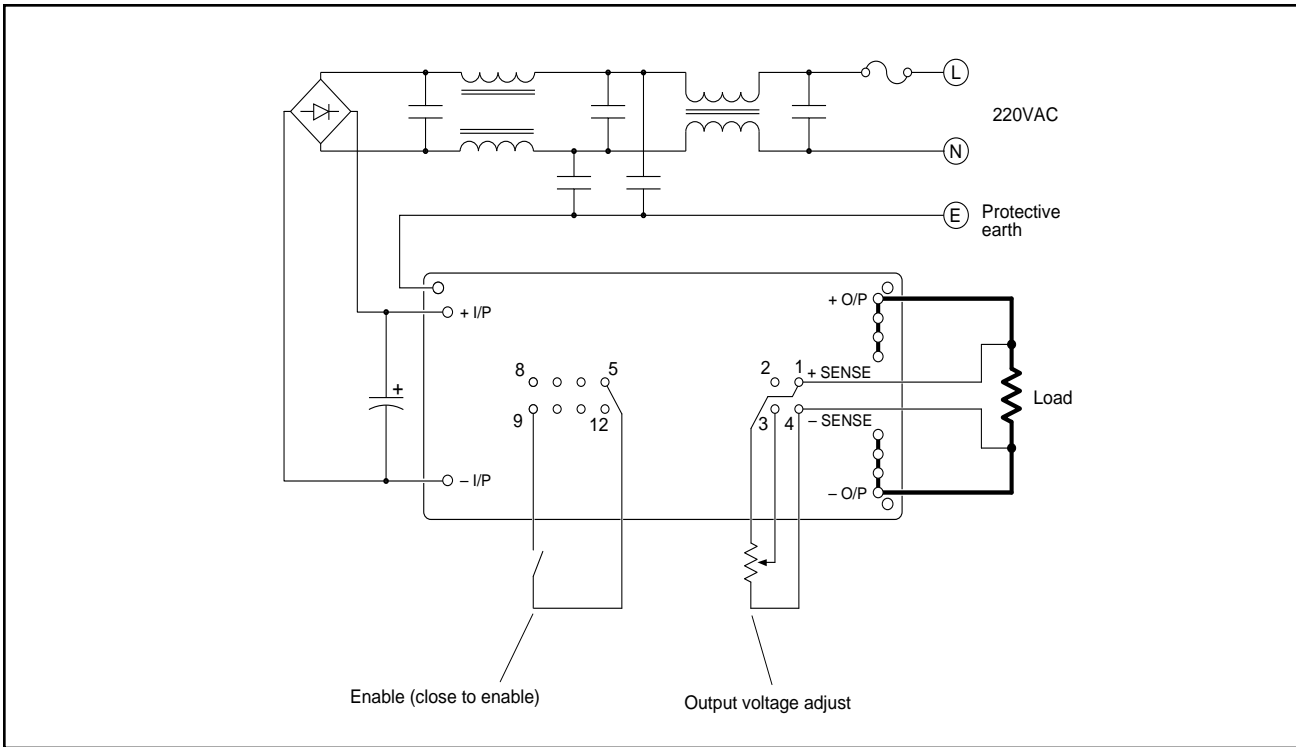 L
220VAC
N
E
Protective
earth
+ O/P
+ I/P
8
5
2
1
+ SENSE
+
Load
9
12
3
4
– SENSE
– I/P
– O/P
Enable (close to enable)
Output voltage adjust